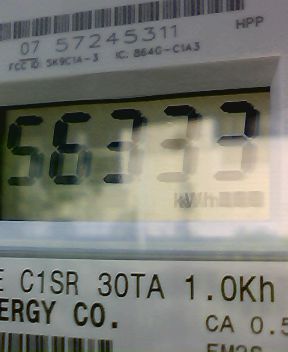 HPP
07 57245311
FCC ID. SK9C1A-3 IC. 864G-C1A3
56333
kWh
E C1SR 30TA 1.0Kh
ERGY CO.
CA 0.5